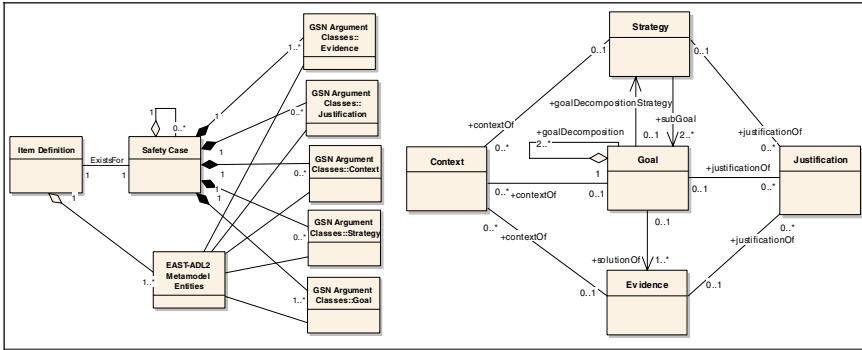 GSN Argument
Classes::
Evidence
1..*
1
1
0..*
GSN Argument
Classes::
Justification
1
0..*
Item Definition
ExistsFor
1
1
Safety Case
1
GSN Argument
Classes::Context
0..*
1
1
1
GSN Argument
Classes::Strategy
0..*
EAST-ADL2
Metamodel
Entities
1..*
GSN Argument
Classes::Goal
1..*
Strategy
0..1
0..1
+goalDecompositionStrategy
+contextOf
+subGoal
+goalDecomposition
0..1
2..*
+justificationOf
0..*
2..*
0..*
Context
Goal
+justificationOf
Justification
1
0..*
+contextOf
0..1
0..1
0..*
0..*
+contextOf
0..1
0..*
+justificationOf
+solutionOf
1..*
0..1
Evidence
0..1